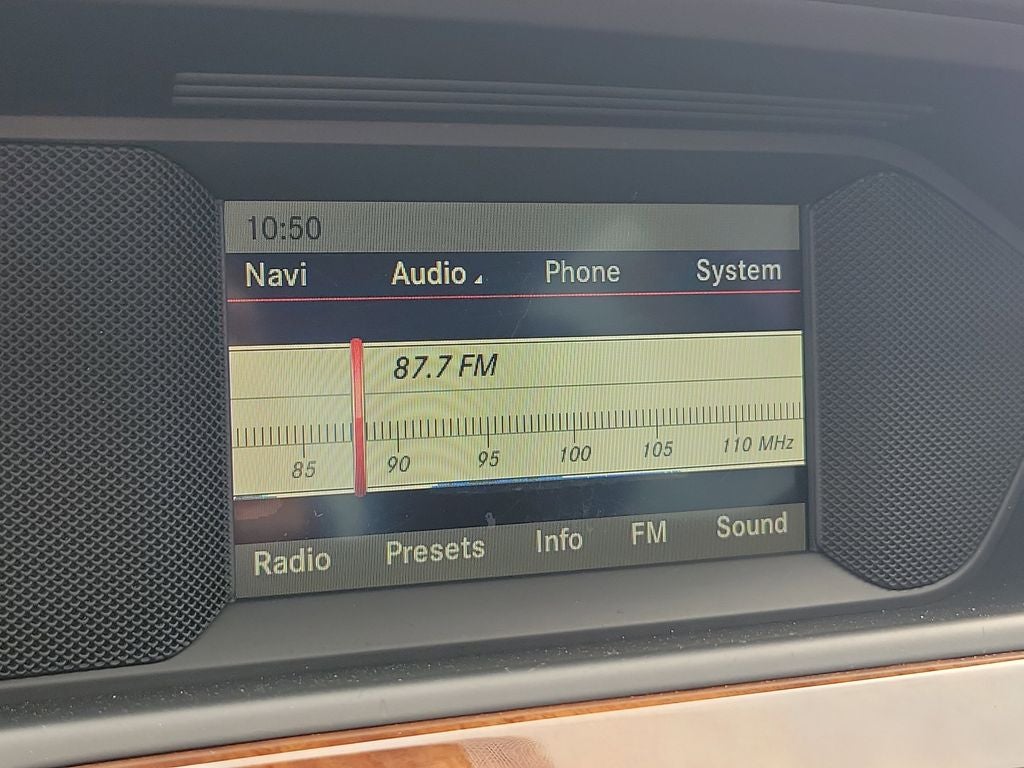 10:50
Navi Audio Phone System
87.7 FM
85 90 95 100 105 110 MHz
Radio Presets Info FM Sound